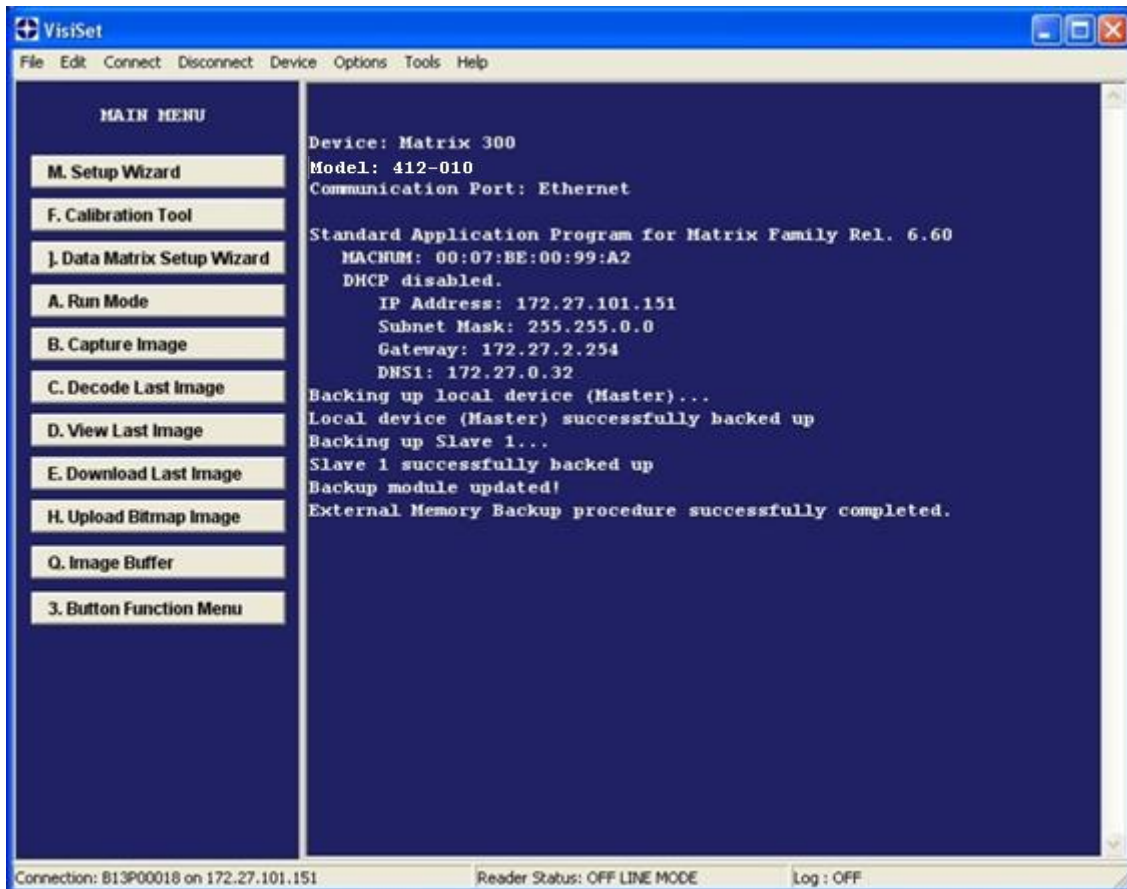 VisiSet
File Edit Connect Disconnect Device Options Tools Help
MAIN MENU
M. Setup Wizard
F. Calibration Tool
J. Data Matrix Setup Wizard
A. Run Mode
B. Capture Image
C. Decode Last Image
D. View Last Image
E. Download Last Image
H. Upload Bitmap Image
Q. Image Buffer
3. Button Function Menu
Device: Matrix 300
Model: 412-010
Communication Port: Ethernet
Standard Application Program for Matrix Family Rel. 6.60
MACNUM: 00:07:BE:00:99:A2
DHCP disabled.
IP Address: 172.27.101.151
Subnet Mask: 255.255.0.0
Gateway: 172.27.2.254
DNS1: 172.27.0.32
Backing up local device (Master)...
Local device (Master) successfully backed up
Backing up Slave 1...
Slave 1 successfully backed up
Backup module updated!
External Memory Backup procedure successfully completed.
Connection: B13P00018 on 172.27.101.151
Reader Status: OFF LINE MODE
Log : OFF